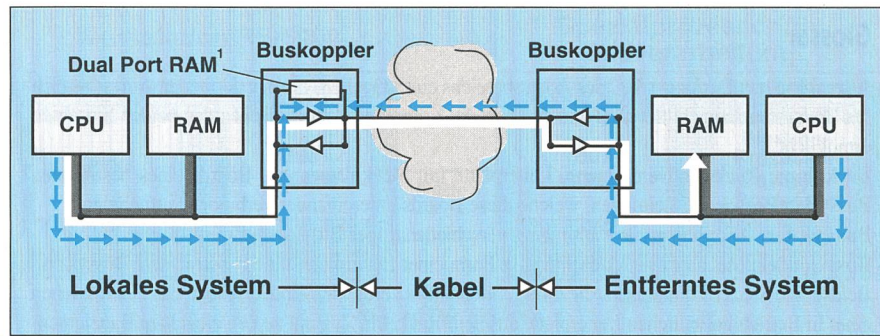 Buskoppler
Buskoppler
Dual Port RAM¹
CPU
RAM
RAM
CPU
Lokales System
Kabel
Entferntes System